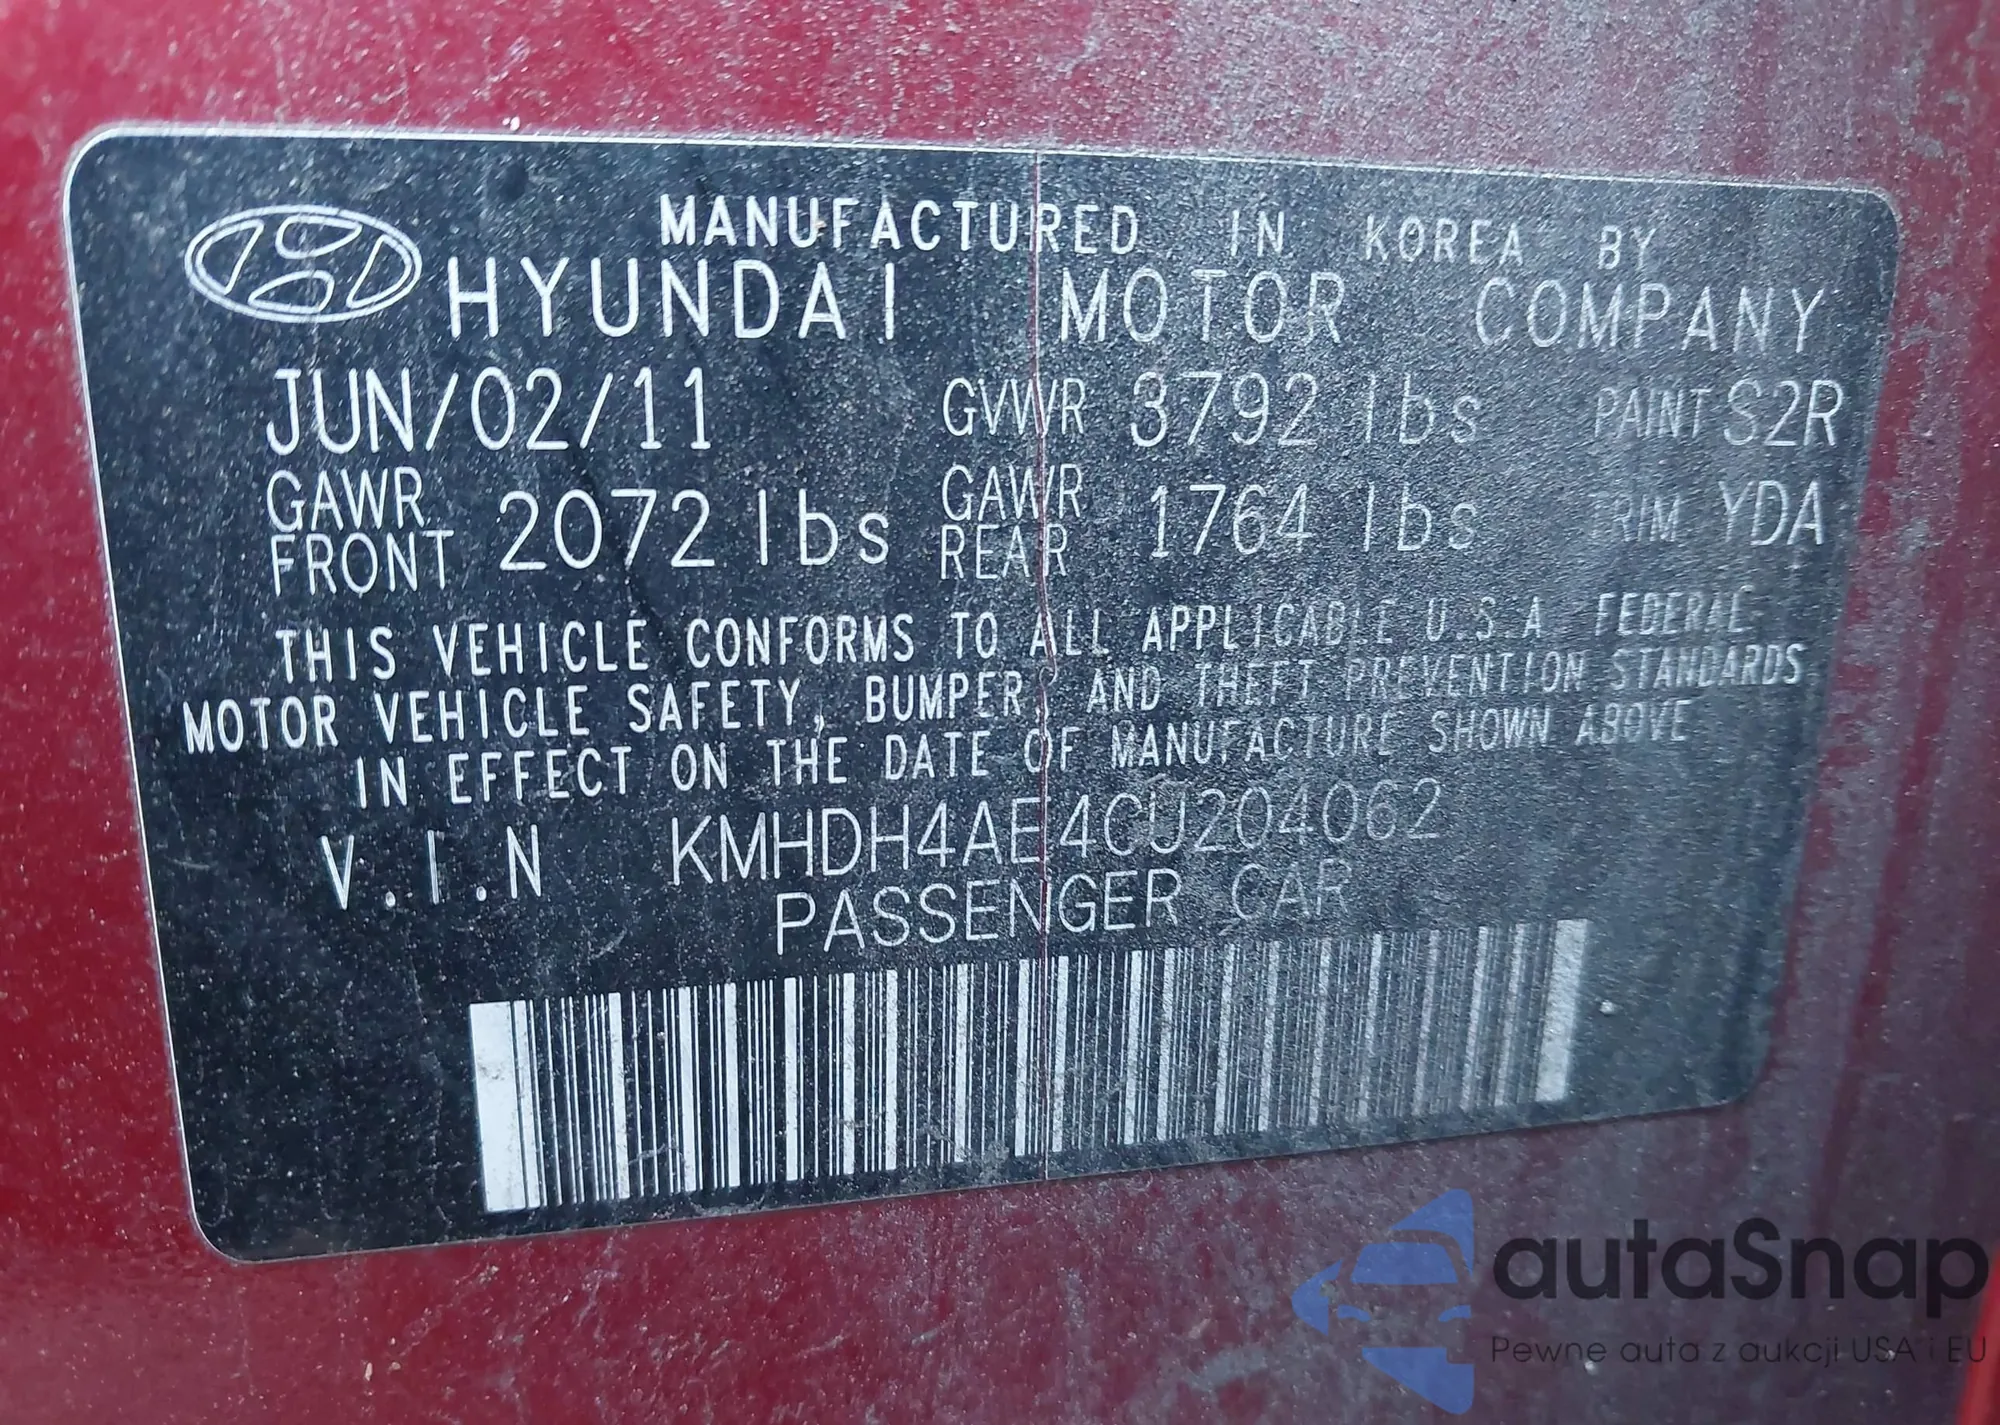 MANUFACTURED IN KOREA BY
HYUNDAI MOTOR COMPANY
JUN/02/11 GVWR 3792 lbs PAINT S2R
GAWR FRONT 2072 lbs GAWR REAR 1764 lbs TRIM YDA
THIS VEHICLE CONFORMS TO ALL APPLICABLE U.S.A. FEDERAL
MOTOR VEHICLE SAFETY, BUMPER, AND THEFT PREVENTION STANDARDS
IN EFFECT ON THE DATE OF MANUFACTURE SHOWN ABOVE
V.I.N KMHDH4AE4CU204062
PASSENGER CAR
autaSnap
Pewne auta z aukcji USA i EU